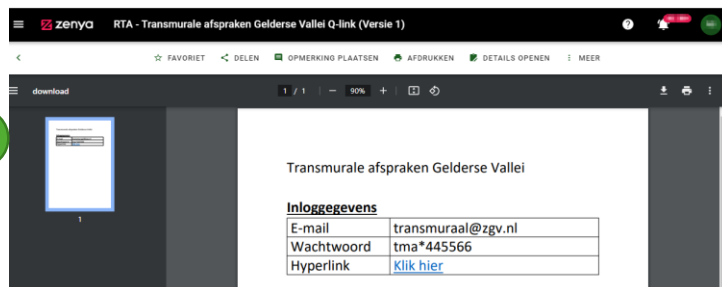 zenya RTA - Transmurale afspraken Gelderse Vallei Q-link (Versie 1)
FAVORIET DELEN OPMERKING PLAATSEN AFDRUKKEN DETAILS OPENEN MEER
download 1 / 1 90%
1
Transmurale afspraken Gelderse Vallei
Inloggegevens
E-mail transmuraal@zgv.nl
Wachtwoord tma*445566
Hyperlink Klik hier